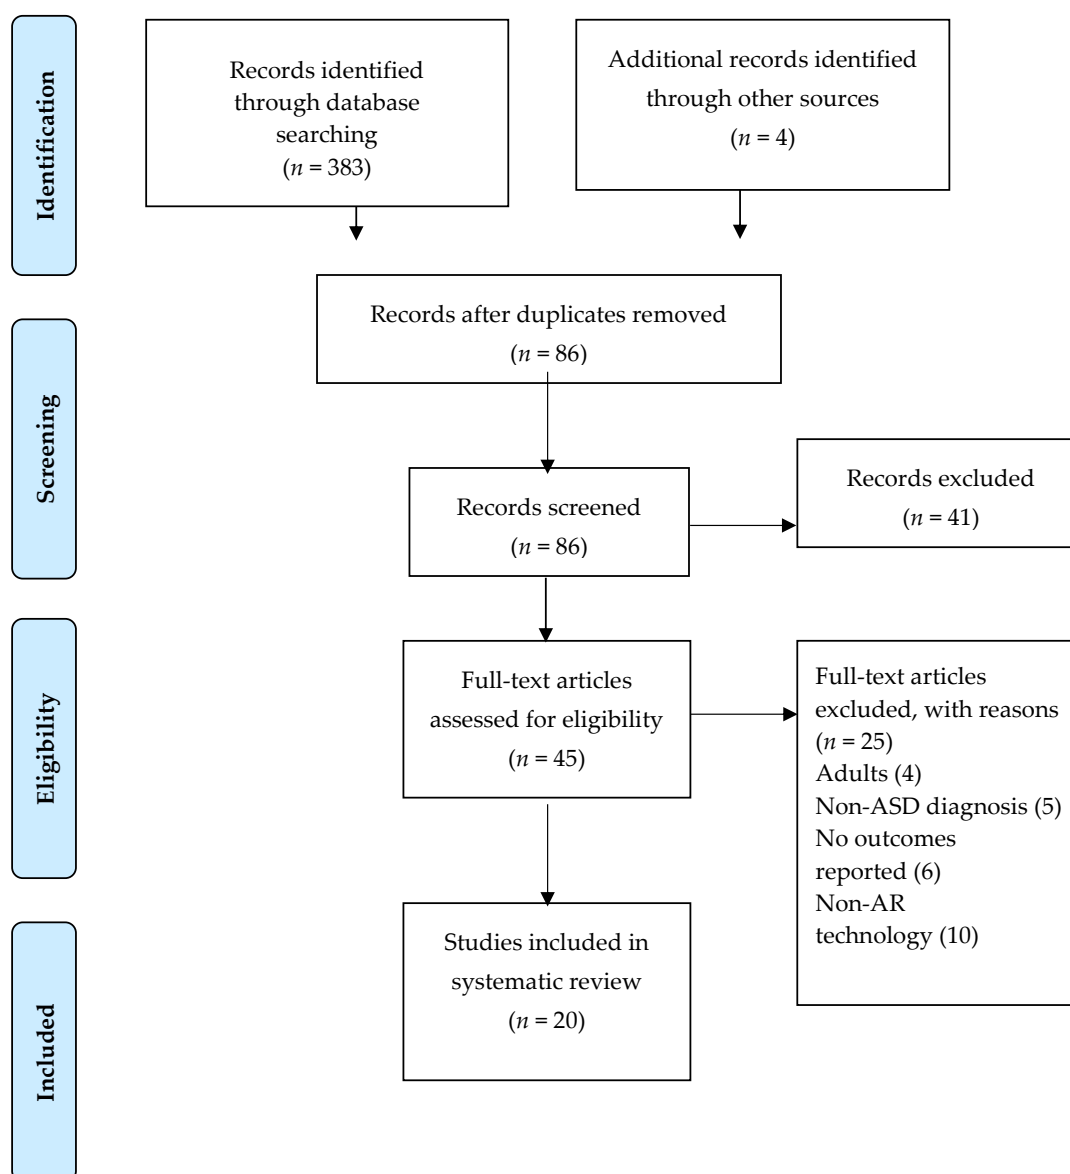 Identification
Records identified
through database
searching
(n = 383)
Additional records identified
through other sources
(n = 4)
Records after duplicates removed
(n = 86)
Screening
Records screened
(n = 86)
Records excluded
(n = 41)
Eligibility
Full-text articles
assessed for eligibility
(n = 45)
Full-text articles
excluded, with reasons
(n = 25)
Adults (4)
Non-ASD diagnosis (5)
No outcomes
reported (6)
Non-AR
technology (10)
Included
Studies included in
systematic review
(n = 20)